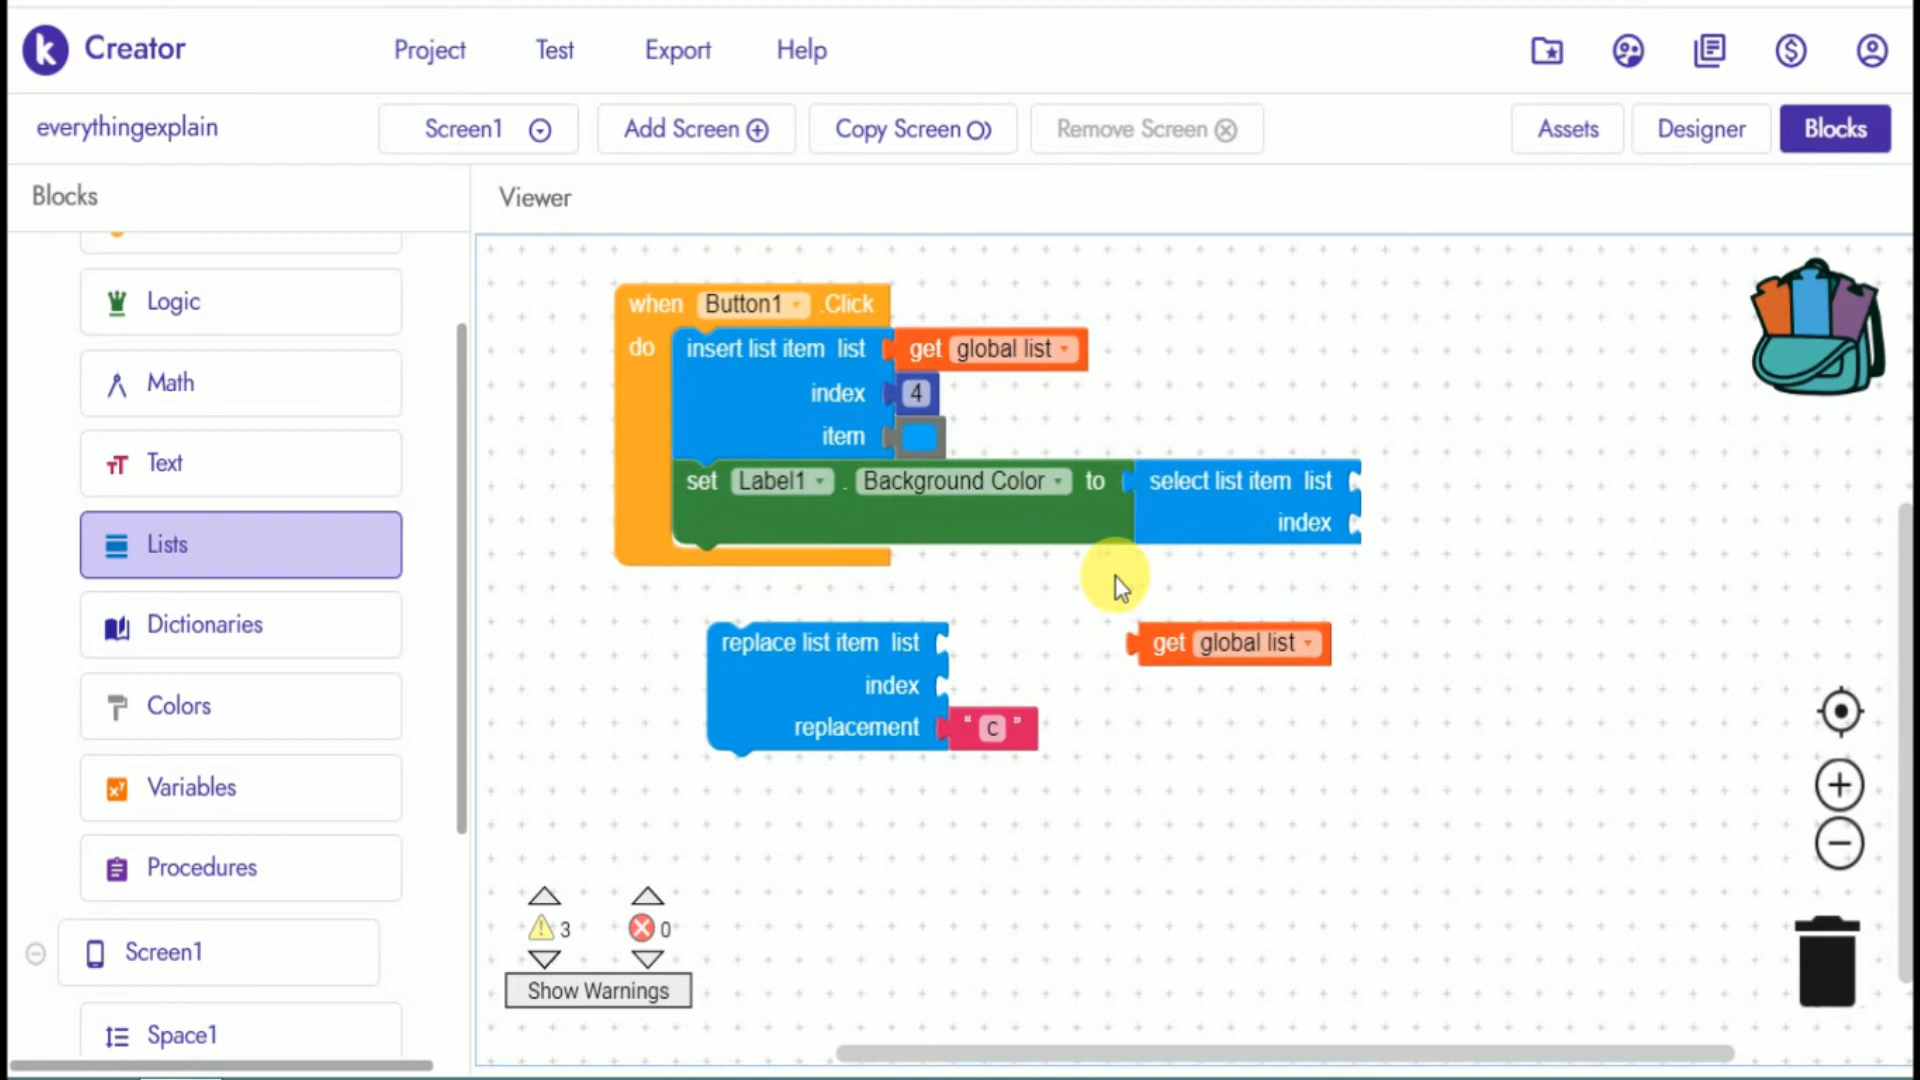 Creator
Project Test Export Help
everythingexplain
Screen1 Add Screen Copy Screen Remove Screen Assets Designer Blocks
Blocks
Viewer
Logic
Math
Text
Lists
Dictionaries
Colors
Variables
Procedures
Screen1
Space1
when Button1 .Click
do insert list item list get global list
index 4
item
set Label1 . Background Color to select list item list
index
replace list item list get global list
index
replacement " c "
3 0
Show Warnings